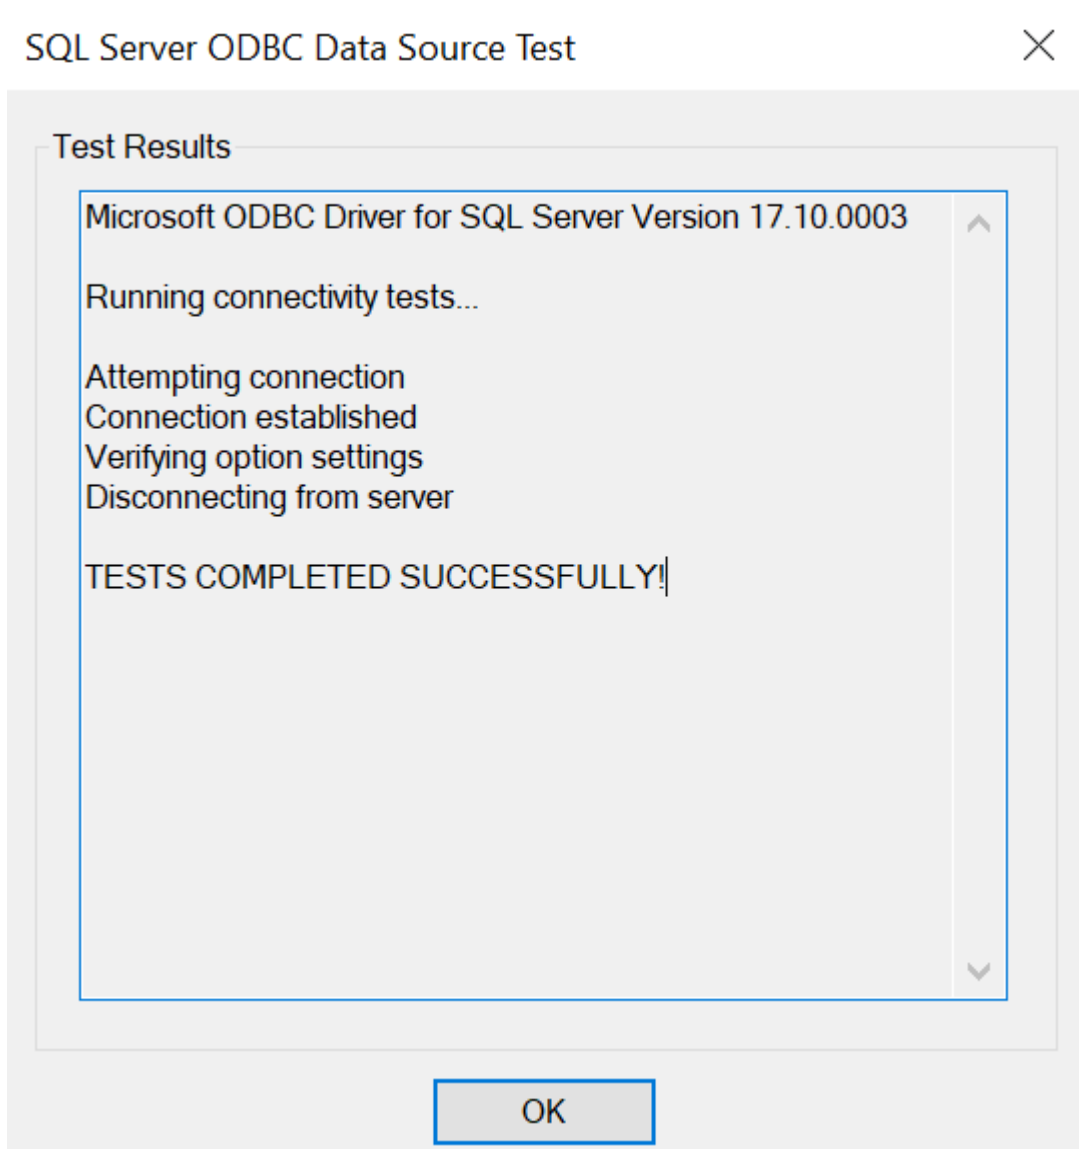 SQL Server ODBC Data Source Test
Test Results
Microsoft ODBC Driver for SQL Server Version 17.10.0003
Running connectivity tests...
Attempting connection
Connection established
Verifying option settings
Disconnecting from server
TESTS COMPLETED SUCCESSFULLY!
OK